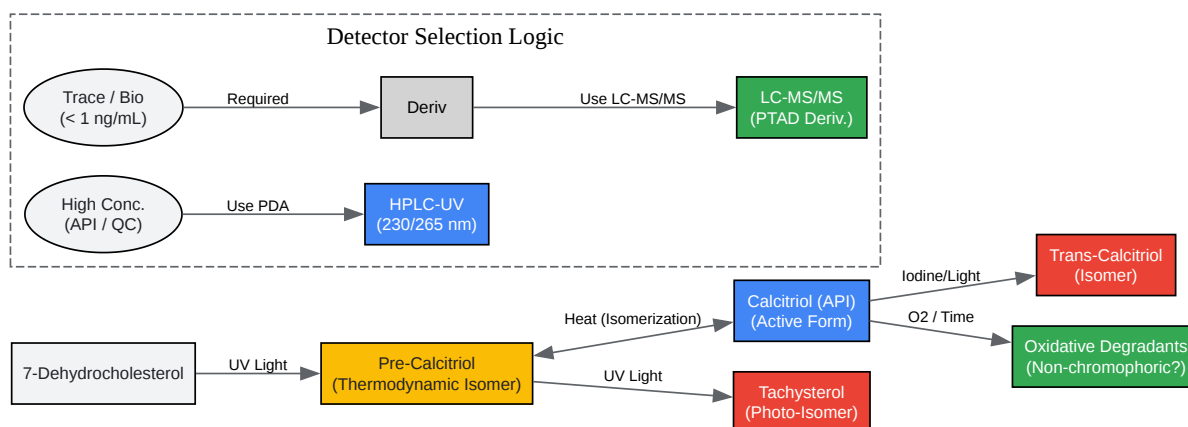 Detector Selection Logic
Trace / Bio
(< 1 ng/mL)
Required
Deriv
Use LC-MS/MS
LC-MS/MS
(PTAD Deriv.)
High Conc.
(API / QC)
Use PDA
HPLC-UV
(230/265 nm)
7-Dehydrocholesterol
UV Light
Pre-Calcitriol
(Thermodynamic Isomer)
Heat (Isomerization)
Calcitriol (API)
(Active Form)
UV Light
Tachysterol
(Photo-Isomer)
Iodine/Light
Trans-Calcitriol
(Isomer)
O2 / Time
Oxidative Degradants
(Non-chromophoric?)